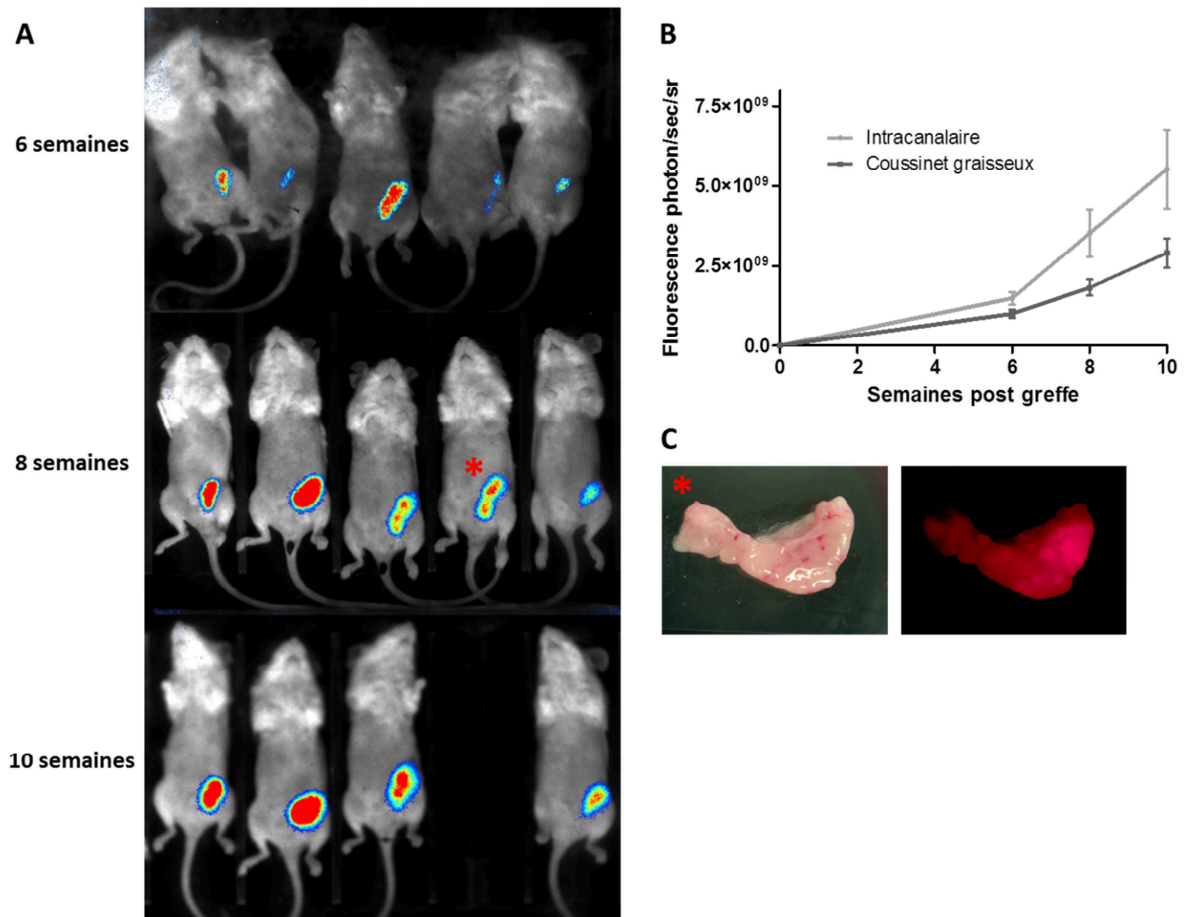 A
6 semaines
8 semaines
*
10 semaines
B
Fluorescence photon/sec/sr
7.5×10⁰⁹
5.0×10⁰⁹
2.5×10⁰⁹
0.0
Intracanalaire
Coussinet graisseux
0 2 4 6 8 10
Semaines post greffe
C
*